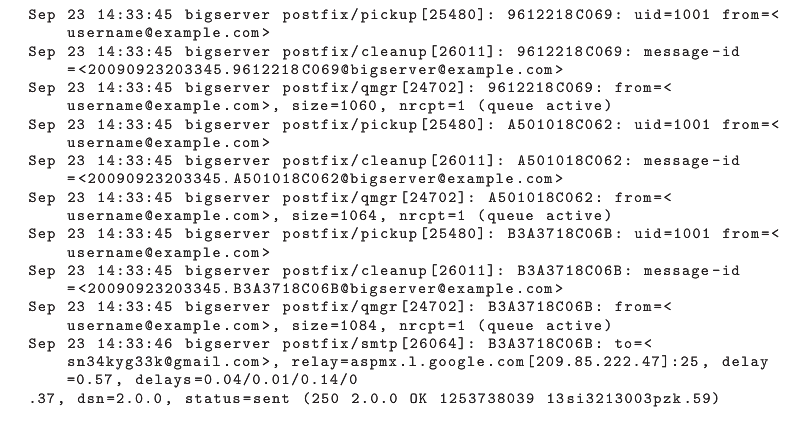 Sep 23 14:33:45 bigserver postfix/pickup[25480]: 9612218C069: uid=1001 from=<
username@example.com>
Sep 23 14:33:45 bigserver postfix/cleanup[26011]: 9612218C069: message-id
=<20090923203345.9612218C069@bigserver@example.com>
Sep 23 14:33:45 bigserver postfix/qmgr[24702]: 9612218C069: from=<
username@example.com>, size=1060, nrcpt=1 (queue active)
Sep 23 14:33:45 bigserver postfix/pickup[25480]: A501018C062: uid=1001 from=<
username@example.com>
Sep 23 14:33:45 bigserver postfix/cleanup[26011]: A501018C062: message-id
=<20090923203345.A501018C062@bigserver@example.com>
Sep 23 14:33:45 bigserver postfix/qmgr[24702]: A501018C062: from=<
username@example.com>, size=1064, nrcpt=1 (queue active)
Sep 23 14:33:45 bigserver postfix/pickup[25480]: B3A3718C06B: uid=1001 from=<
username@example.com>
Sep 23 14:33:45 bigserver postfix/cleanup[26011]: B3A3718C06B: message-id
=<20090923203345.B3A3718C06B@bigserver@example.com>
Sep 23 14:33:45 bigserver postfix/qmgr[24702]: B3A3718C06B: from=<
username@example.com>, size=1084, nrcpt=1 (queue active)
Sep 23 14:33:46 bigserver postfix/smtp[26064]: B3A3718C06B: to=<
sn34kyg33k@gmail.com>, relay=aspmx.l.google.com[209.85.222.47]:25, delay
=0.57, delays=0.04/0.01/0.14/0
.37, dsn=2.0.0, status=sent (250 2.0.0 OK 1253738039 13si3213003pzk.59)